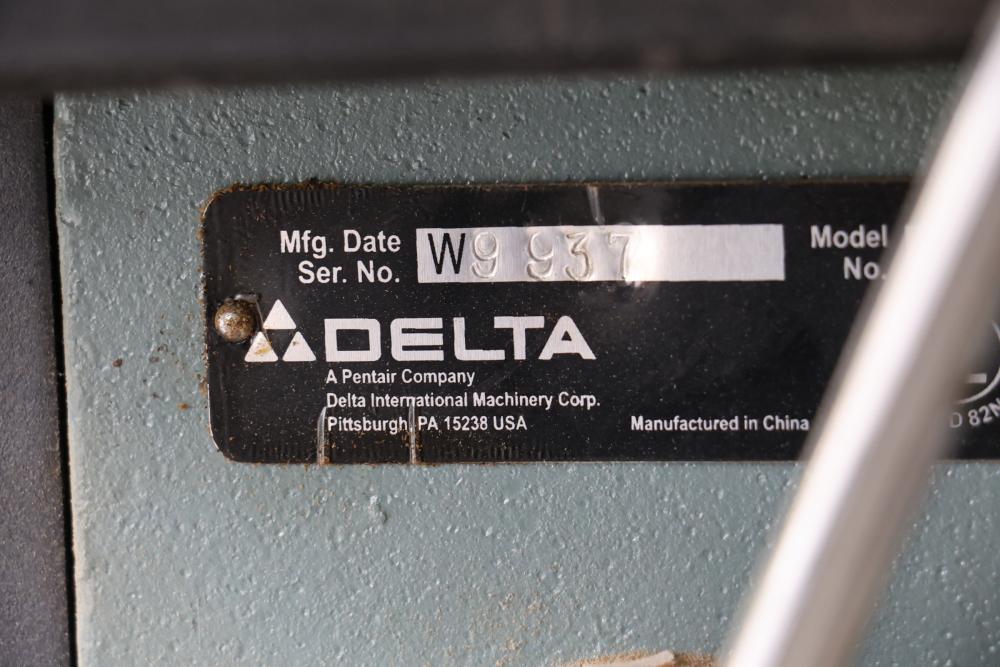 Mfg. Date
Ser. No.
W9 937
Model
No.
DELTA
A Pentair Company
Delta International Machinery Corp.
Pittsburgh, PA 15238 USA
Manufactured in China
D 82N